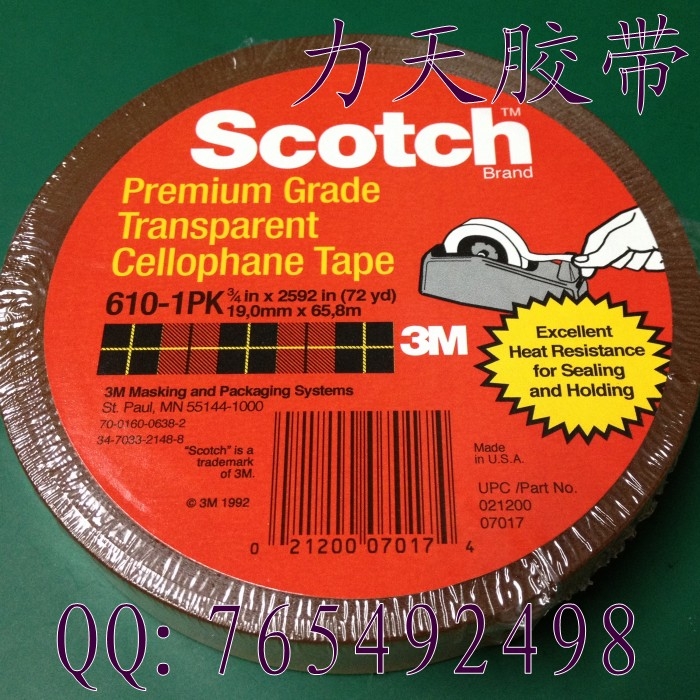 力天胶带
Scotch™
Brand
Premium Grade
Transparent
Cellophane Tape
610-1PK ¾ in x 2592 in (72 yd)
19,0mm x 65,8m
3M
Excellent
Heat Resistance
for Sealing
and Holding
3M Masking and Packaging Systems
St. Paul, MN 55144-1000
70-0160-0638-2
34-7033-2148-8
"Scotch" is a
trademark
of 3M.
© 3M 1992
Made
in U.S.A.
UPC /Part No.
021200
07017
0 21200 07017 4
QQ: 765492498